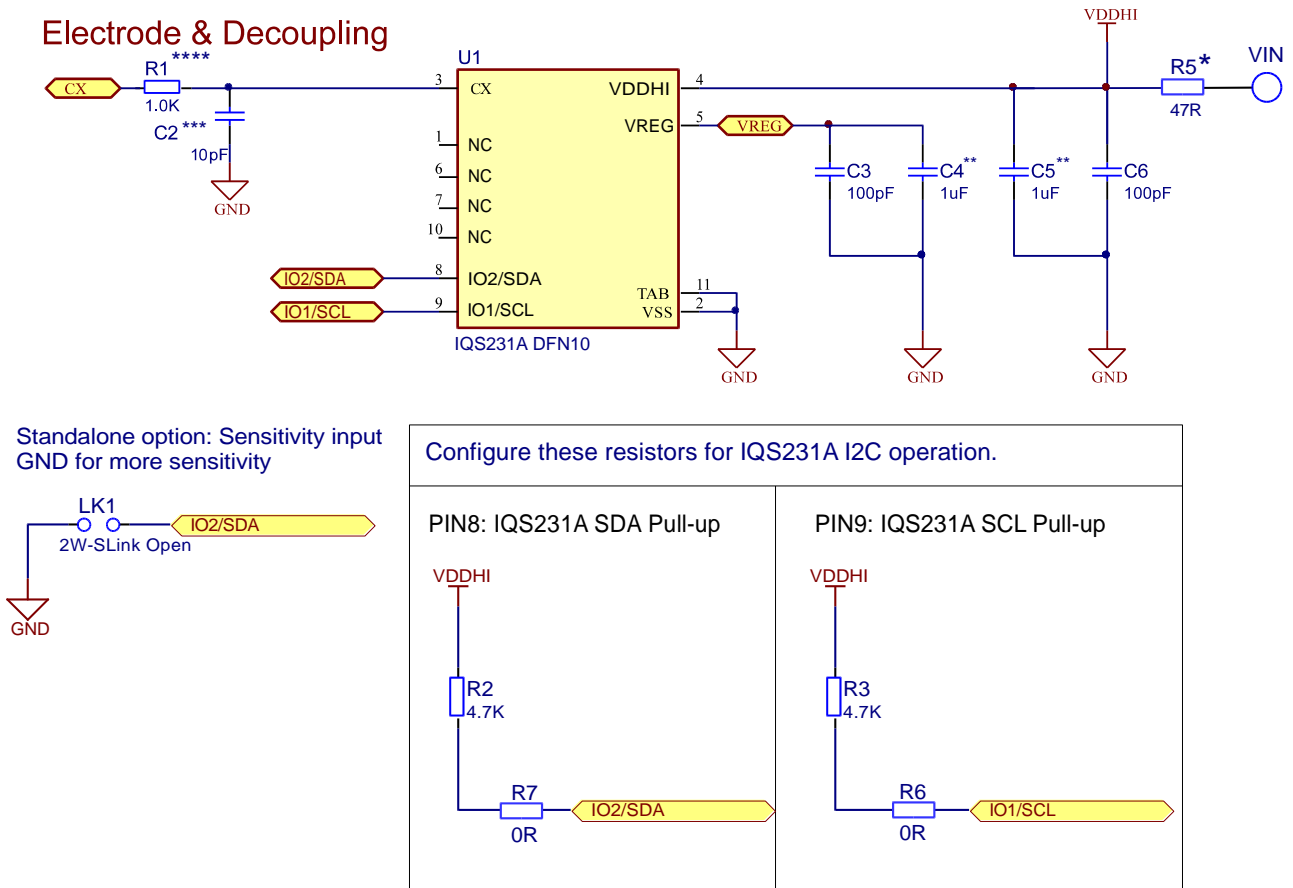 Electrode & Decoupling
VDDHI
R1 ****
U1
R5*
VIN
CX
3
CX
VDDHI
4
1.0K
47R
C2 ***
VREG
5
VREG
10pF
1
NC
C3
C4**
C5**
C6
6
NC
100pF
1uF
1uF
100pF
GND
7
NC
10
NC
IO2/SDA
8
IO2/SDA
TAB
11
IO1/SCL
9
IO1/SCL
VSS
2
IQS231A DFN10
GND
GND
GND
Standalone option: Sensitivity input
GND for more sensitivity
Configure these resistors for IQS231A I2C operation.
LK1
IO2/SDA
2W-SLink Open
GND
PIN8: IQS231A SDA Pull-up
PIN9: IQS231A SCL Pull-up
VDDHI
VDDHI
R2
4.7K
R3
4.7K
R7
IO2/SDA
0R
R6
IO1/SCL
0R